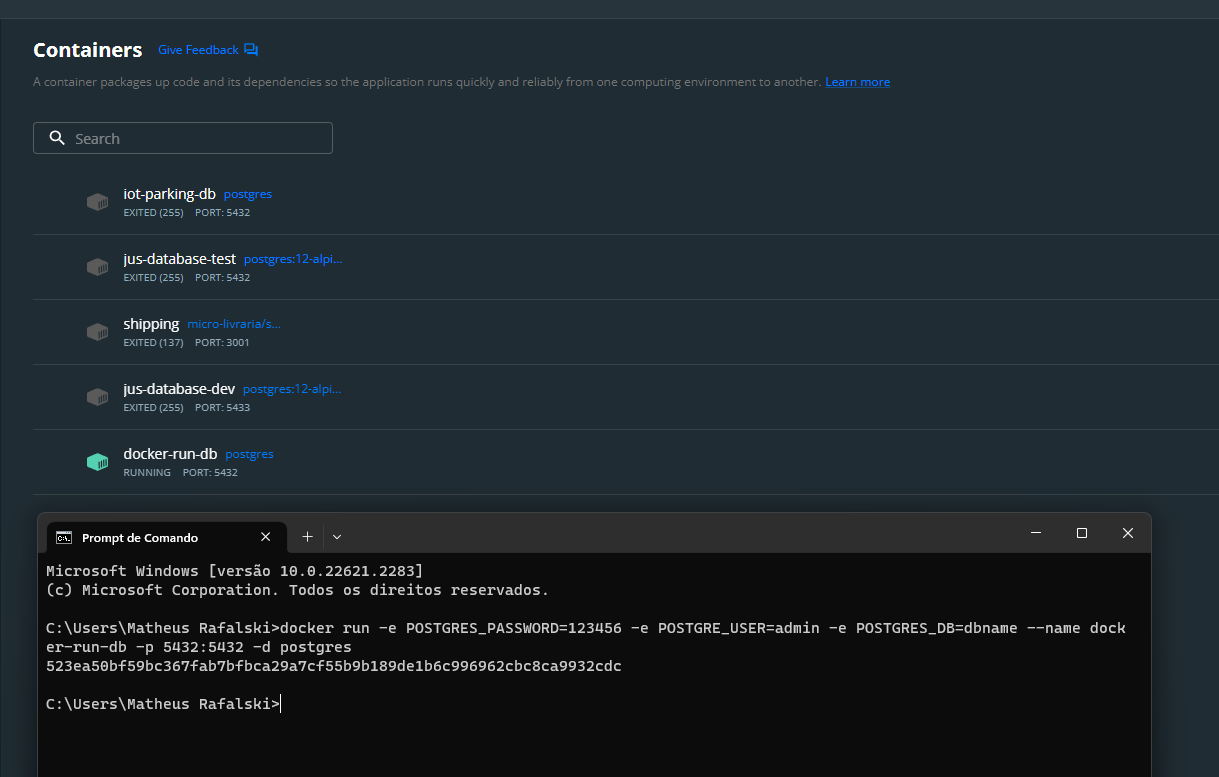 Containers Give Feedback
A container packages up code and its dependencies so the application runs quickly and reliably from one computing environment to another. Learn more
Search
iot-parking-db postgres
EXITED (255) PORT: 5432
jus-database-test postgres:12-alpi...
EXITED (255) PORT: 5432
shipping micro-livraria/s...
EXITED (137) PORT: 3001
jus-database-dev postgres:12-alpi...
EXITED (255) PORT: 5433
docker-run-db postgres
RUNNING PORT: 5432
Prompt de Comando
Microsoft Windows [versão 10.0.22621.2283]
(c) Microsoft Corporation. Todos os direitos reservados.
C:\Users\Matheus Rafalski>docker run -e POSTGRES_PASSWORD=123456 -e POSTGRE_USER=admin -e POSTGRES_DB=dbname --name dock
er-run-db -p 5432:5432 -d postgres
523ea50bf59bc367fab7bfbca29a7cf55b9b189de1b6c996962cbc8ca9932cdc
C:\Users\Matheus Rafalski>